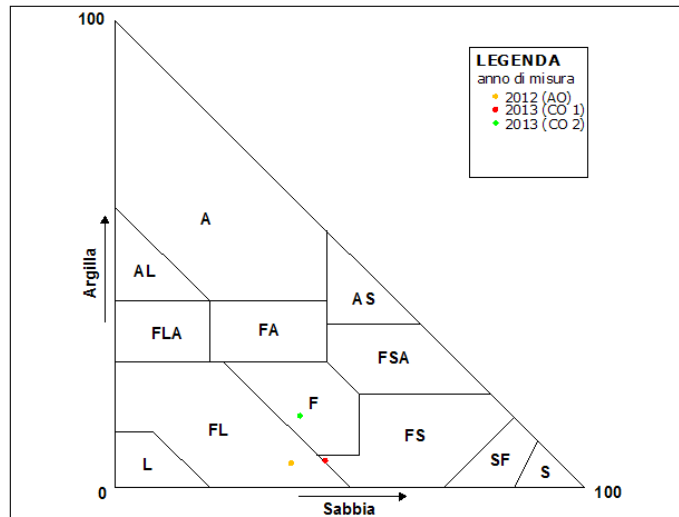 100
LEGENDA
anno di misura
2012 (AO)
2013 (CO 1)
2013 (CO 2)
A
Argilla
AL
AS
FLA
FA
FSA
F
FL
FS
L
SF
S
0
100
Sabbia